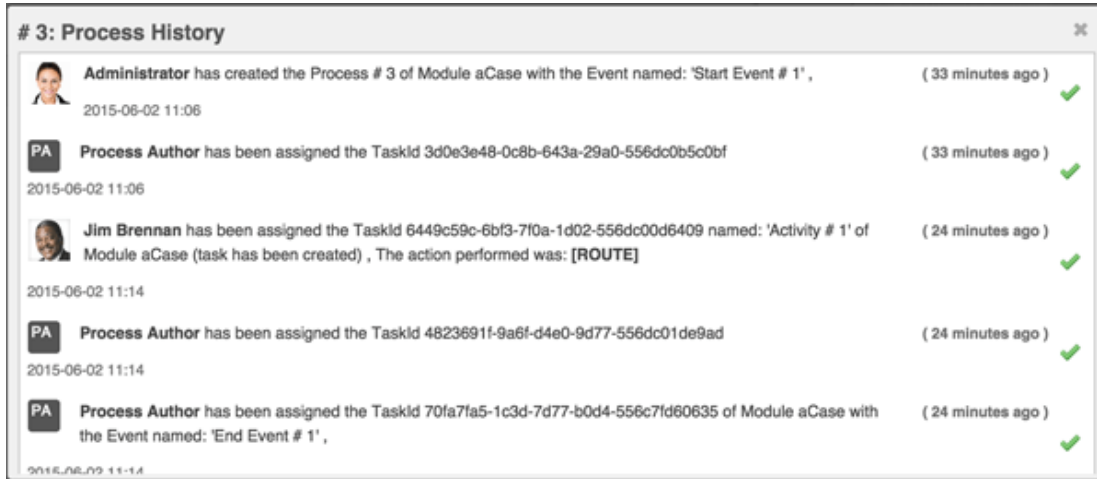 # 3: Process History
Administrator has created the Process # 3 of Module aCase with the Event named: 'Start Event # 1' , ( 33 minutes ago )
2015-06-02 11:06
PA Process Author has been assigned the TaskId 3d0e3e48-0c8b-643a-29a0-556dc0b5c0bf ( 33 minutes ago )
2015-06-02 11:06
Jim Brennan has been assigned the TaskId 6449c59c-6bf3-7f0a-1d02-556dc00d6409 named: 'Activity # 1' of ( 24 minutes ago )
Module aCase (task has been created) , The action performed was: [ROUTE]
2015-06-02 11:14
PA Process Author has been assigned the TaskId 4823691f-9a6f-d4e0-9d77-556dc01de9ad ( 24 minutes ago )
2015-06-02 11:14
PA Process Author has been assigned the TaskId 70fa7fa5-1c3d-7d77-b0d4-556c7fd60635 of Module aCase with ( 24 minutes ago )
the Event named: 'End Event # 1' ,
2015-06-02 11:14